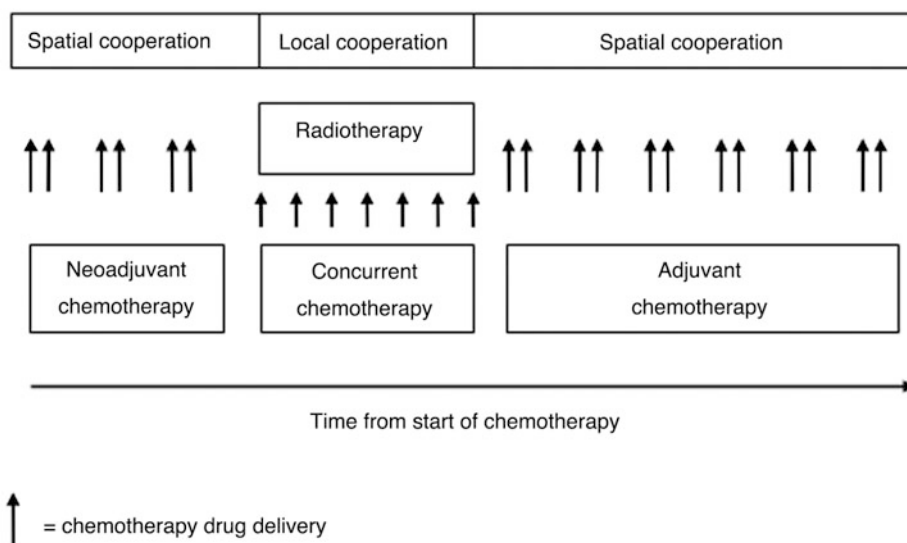 Spatial cooperation
Local cooperation
Spatial cooperation
Radiotherapy
Neoadjuvant
chemotherapy
Concurrent
chemotherapy
Adjuvant
chemotherapy
Time from start of chemotherapy
= chemotherapy drug delivery